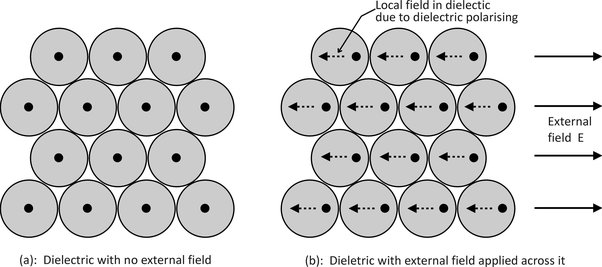 Local field in dielectic
due to dielectric polarising
External
field E
(a): Dielectric with no external field
(b): Dieletric with external field applied across it